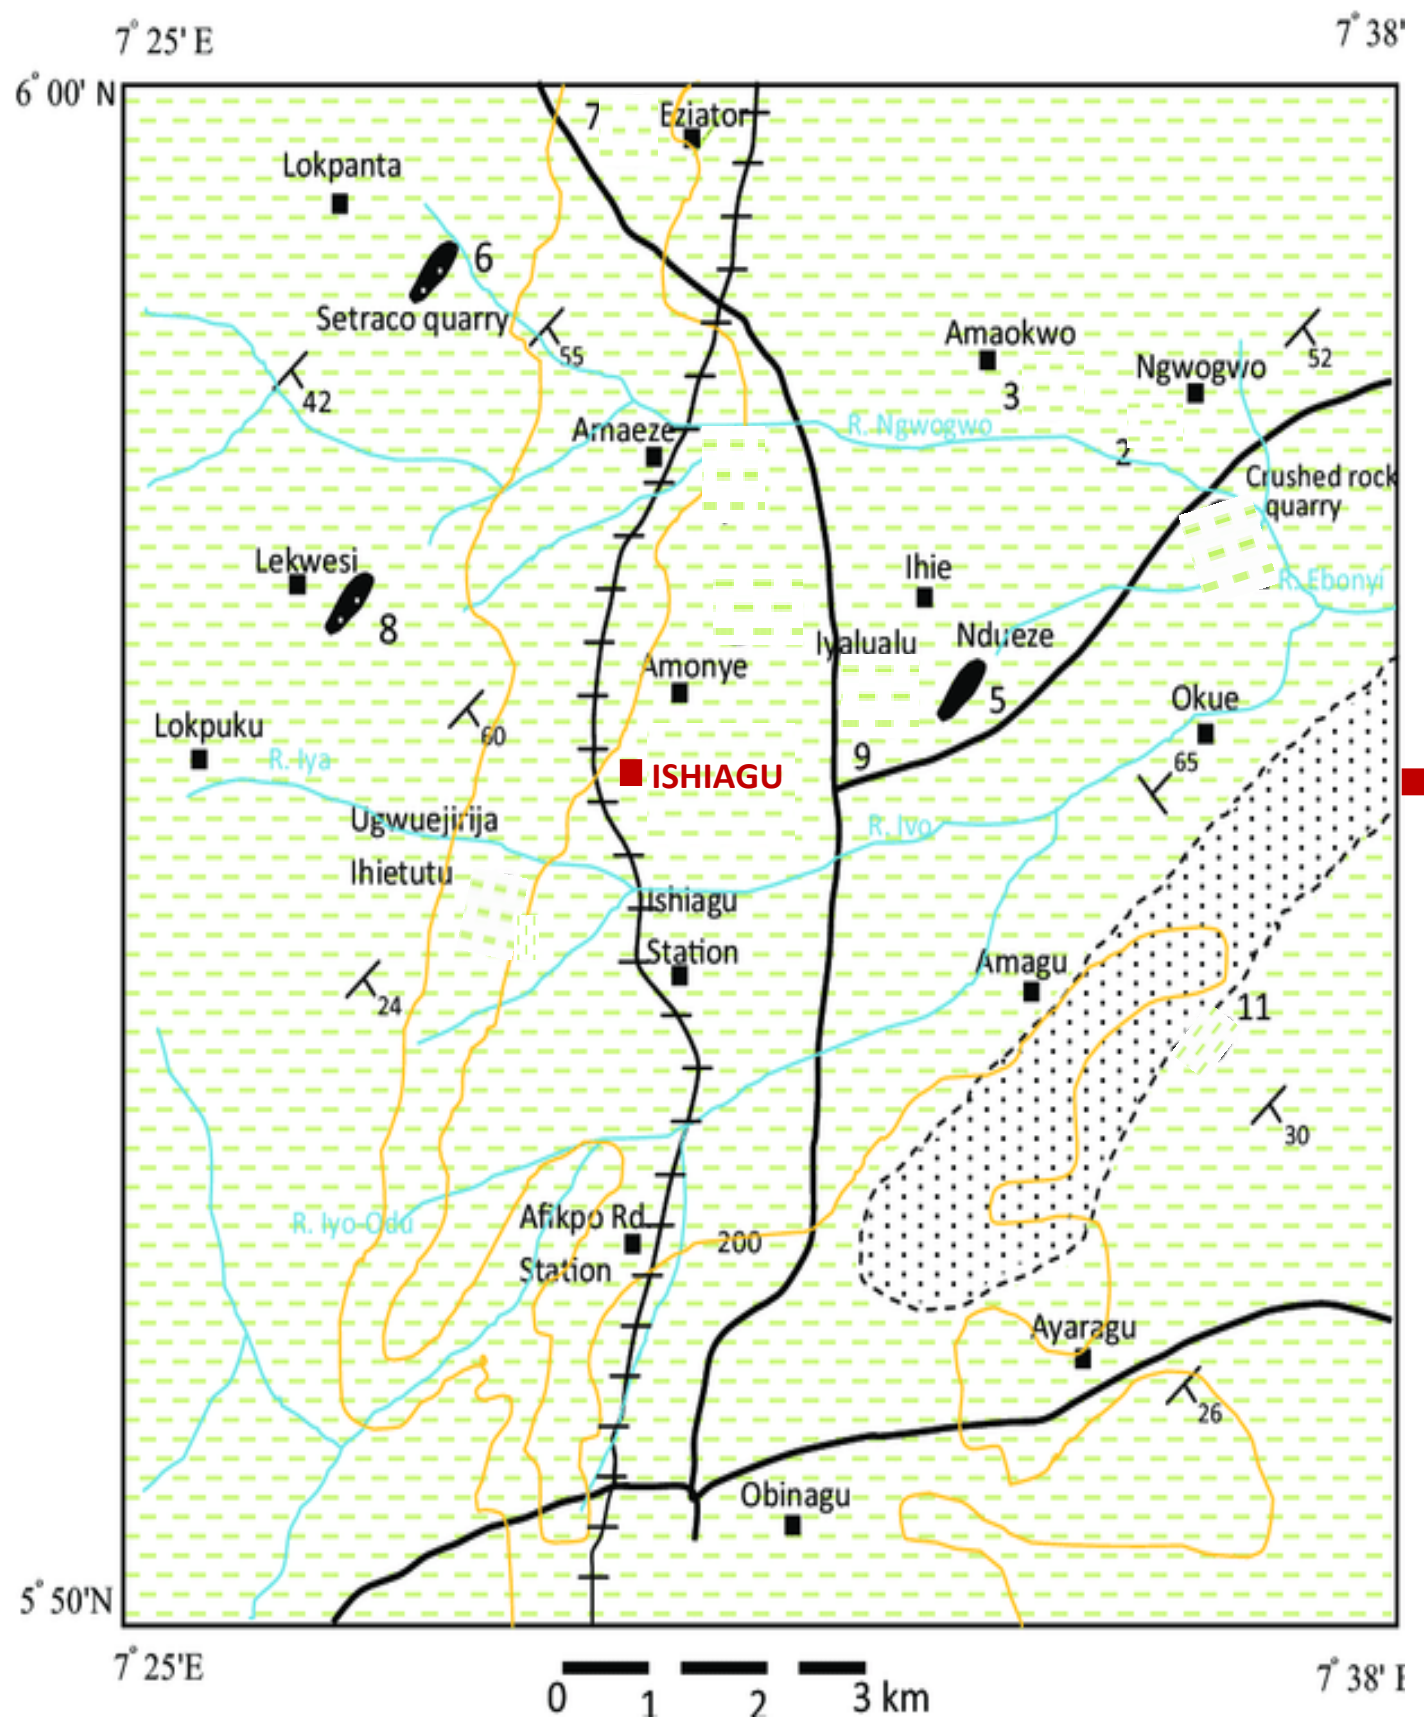 7° 25' E
7° 38'
6° 00' N
7
Eziator
Lokpanta
6
Setraco quarry
55
Amaokwo
52
Ngwogwo
42
3
R. Ngwogwo
Amaeze
2
Crushed rock
quarry
Lekwesi
Ihie
R. Ebonyi
8
Iyalualu
Ndueze
Amonye
5
Okue
Lokpuku
60
R. Iya
9
65
ISHIAGU
Ugwuejirija
R. Ivo
Ihietutu
Ishiagu
Station
Amagu
24
11
30
Afikpo Rd
R. Iyo-Odu
200
Station
Ayaragu
26
Obinagu
5° 50'N
7° 25'E
7° 38' E
0
1
2
3 km